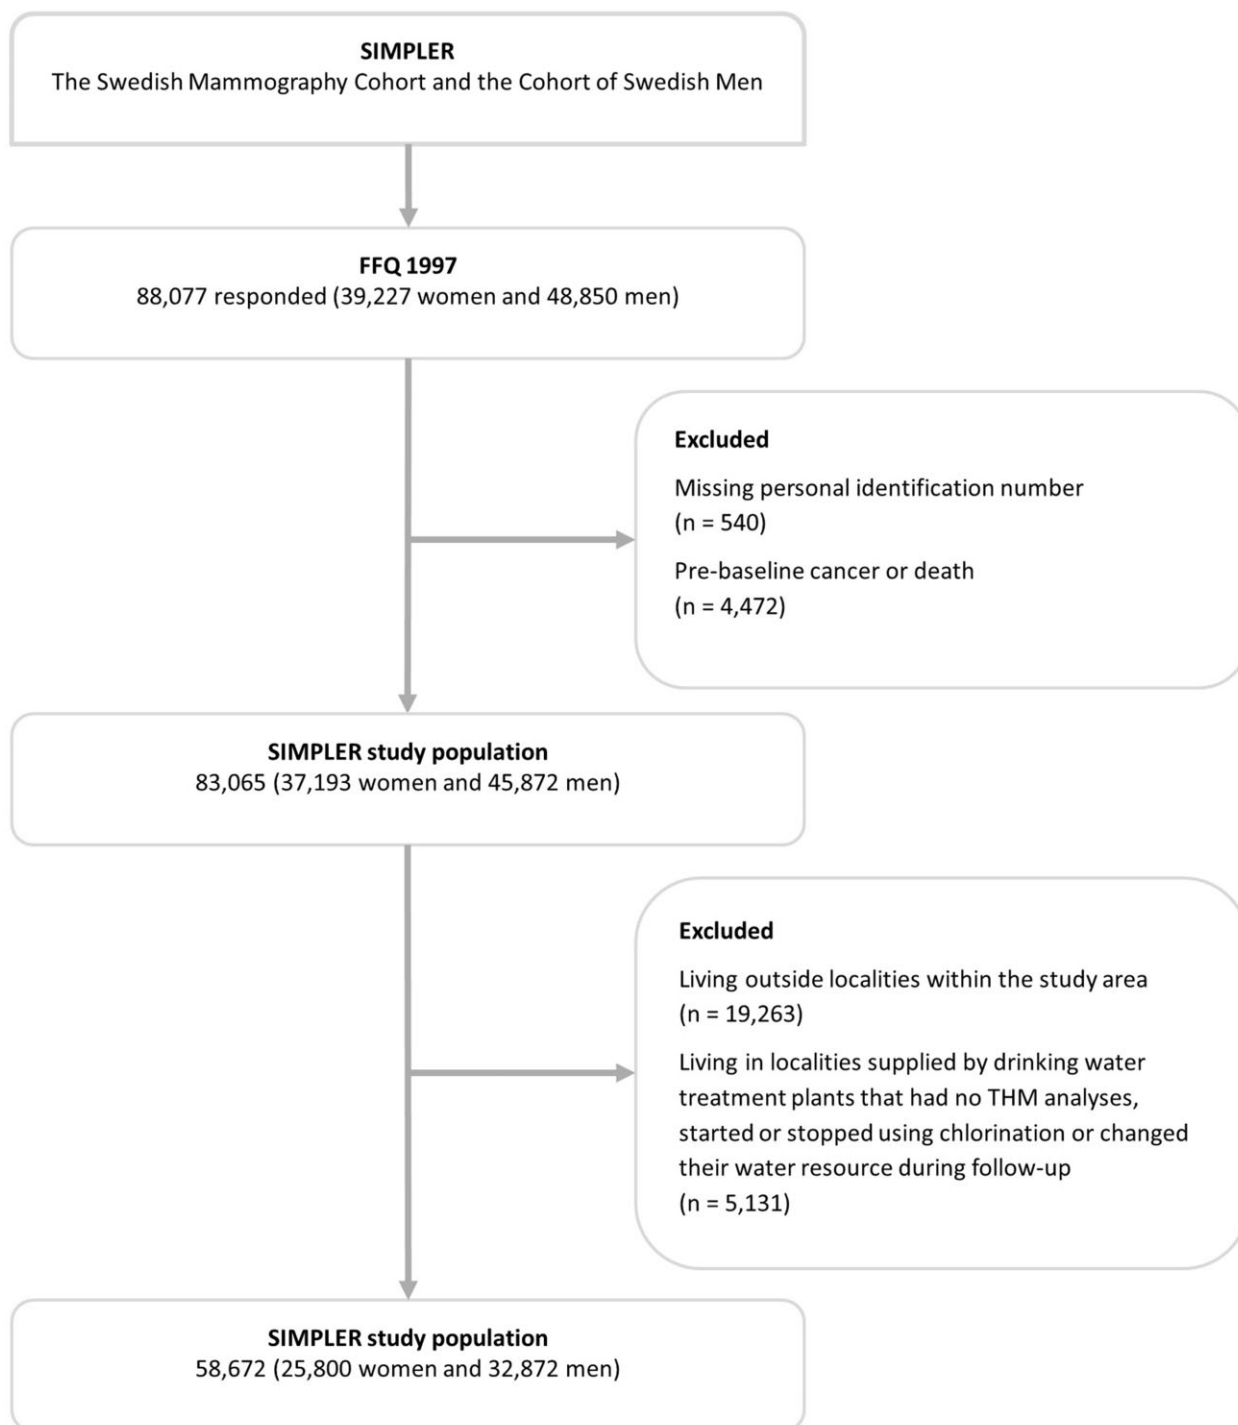 SIMPLER
The Swedish Mammography Cohort and the Cohort of Swedish Men
FFQ 1997
88,077 responded (39,227 women and 48,850 men)
Excluded
Missing personal identification number
(n = 540)
Pre-baseline cancer or death
(n = 4,472)
SIMPLER study population
83,065 (37,193 women and 45,872 men)
Excluded
Living outside localities within the study area
(n = 19,263)
Living in localities supplied by drinking water
treatment plants that had no THM analyses,
started or stopped using chlorination or changed
their water resource during follow-up
(n = 5,131)
SIMPLER study population
58,672 (25,800 women and 32,872 men)